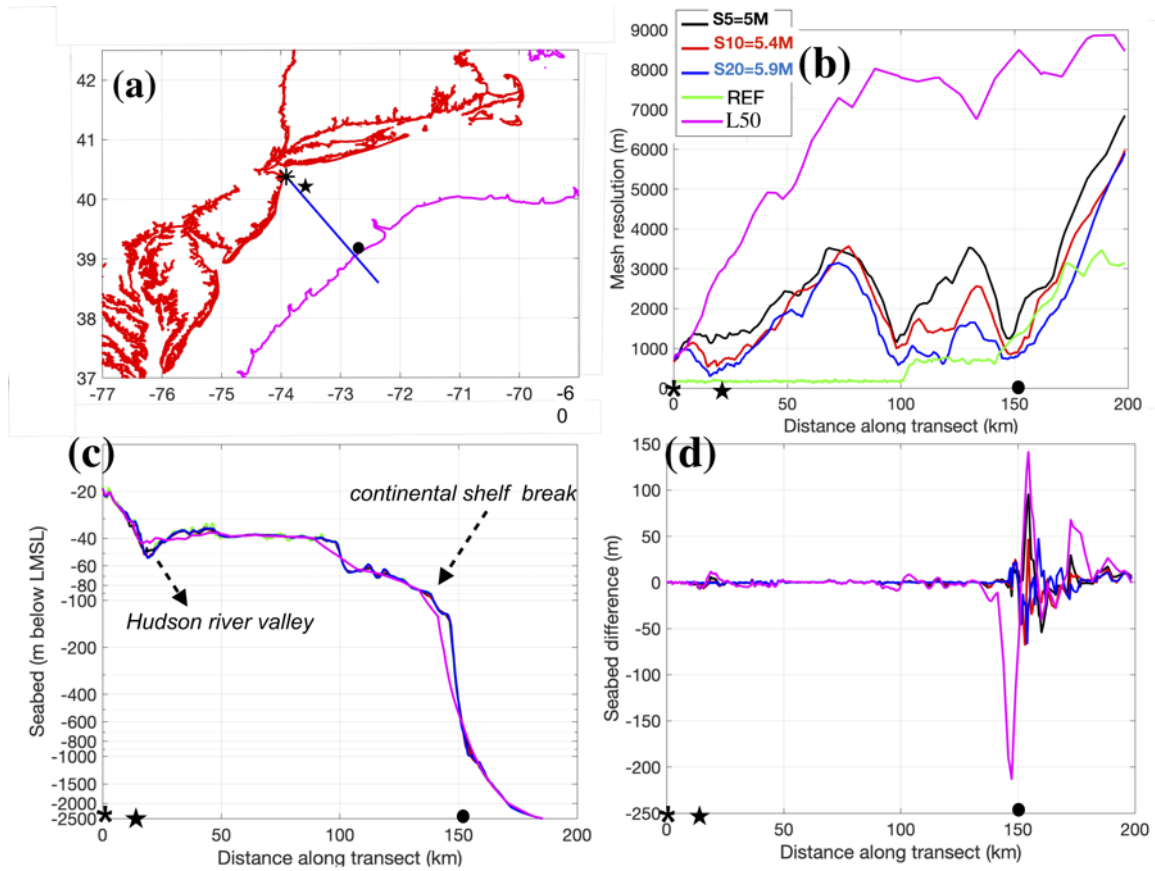 (a)
42
41
40
39
38
37
-77 -76 -75 -74 -73 -72 -71 -70 -6
0
S5=5M
S10=5.4M
S20=5.9M
REF
L50
(b)
Mesh resolution (m)
9000
8000
7000
6000
5000
4000
3000
2000
1000
0
0 50 100 150 200
Distance along transect (km)
(c)
continental shelf break
Hudson river valley
Seabed (m below LMSL)
-20
-40
-60
-80
-100
-200
-400
-600
-800
-1000
-1500
-2000
-2500
0 50 100 150 200
Distance along transect (km)
(d)
Seabed difference (m)
150
100
50
0
-50
-100
-150
-200
-250
0 50 100 150 200
Distance along transect (km)